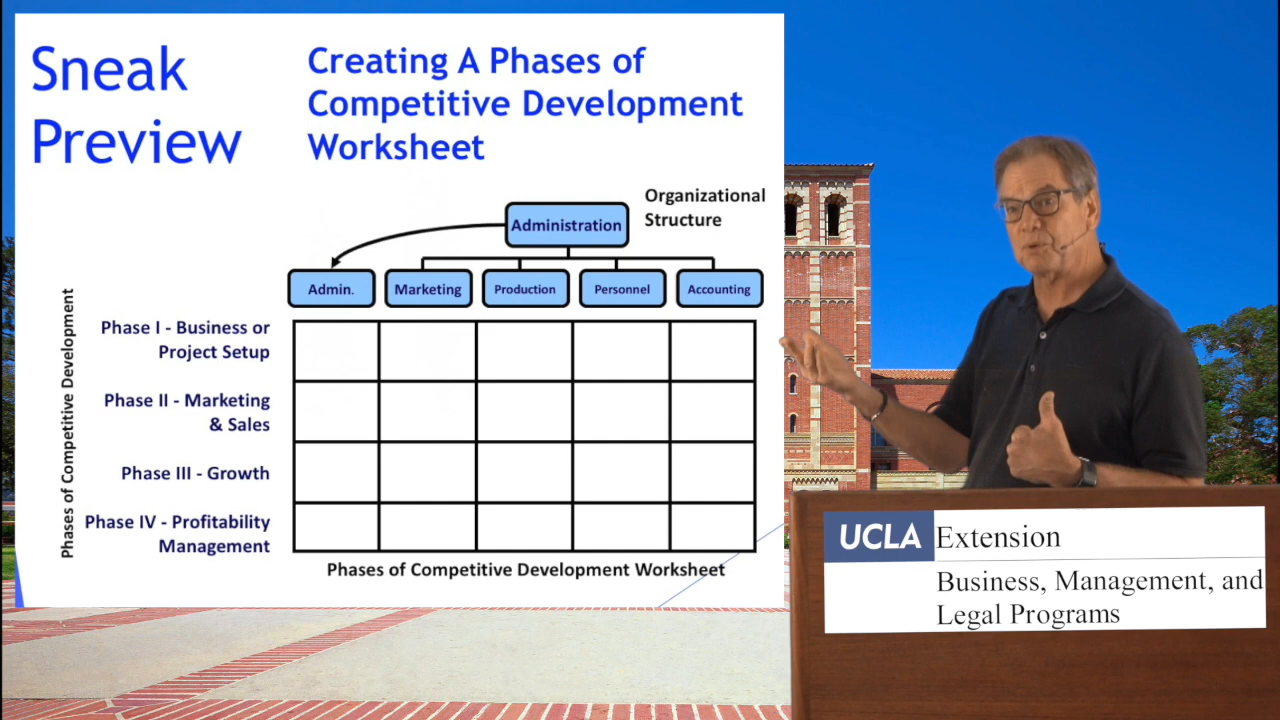 Sneak
Preview
Creating A Phases of
Competitive Development
Worksheet
Organizational
Structure
Administration
Admin.
Marketing
Production
Personnel
Accounting
Phases of Competitive Development
Phase I - Business or
Project Setup
Phase II - Marketing
& Sales
Phase III - Growth
Phase IV - Profitability
Management
Phases of Competitive Development Worksheet
UCLA Extension
Business, Management, and
Legal Programs